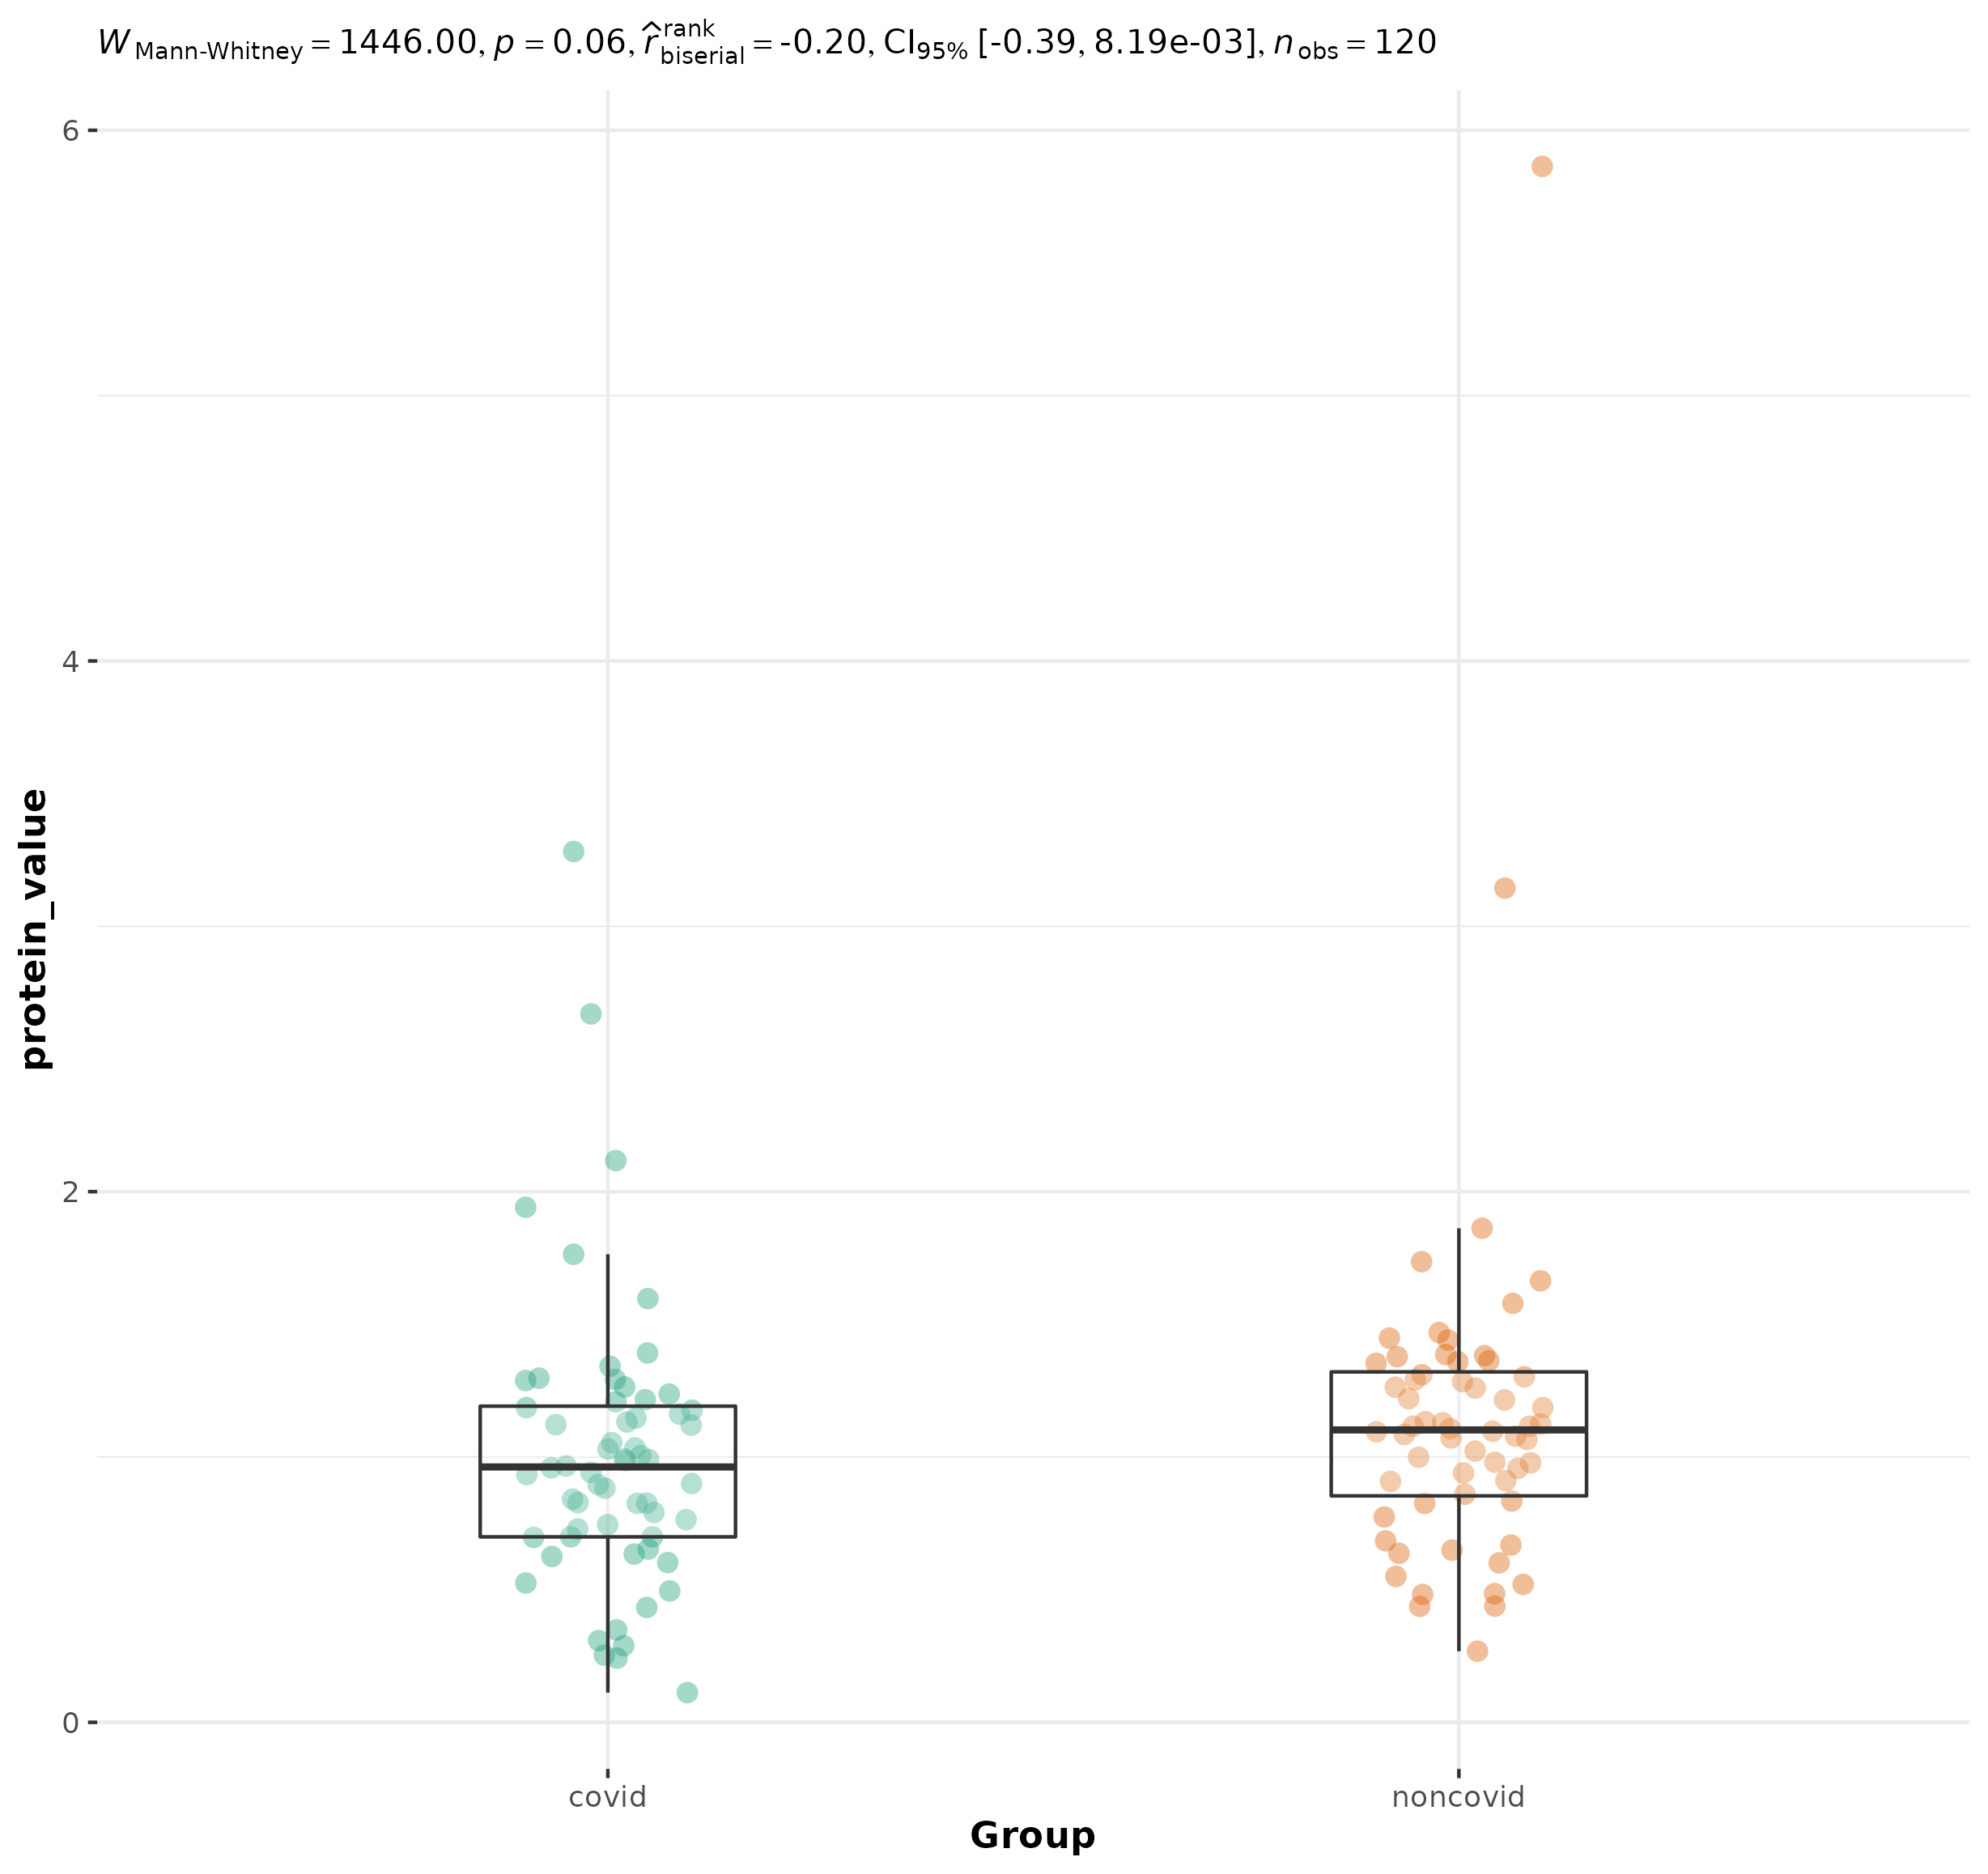 W Mann-Whitney = 1446.00, p = 0.06, r̂ rank biserial = -0.20, CI95% [-0.39, 8.19e-03], n obs = 120
6
4
2
0
protein_value
covid
noncovid
Group